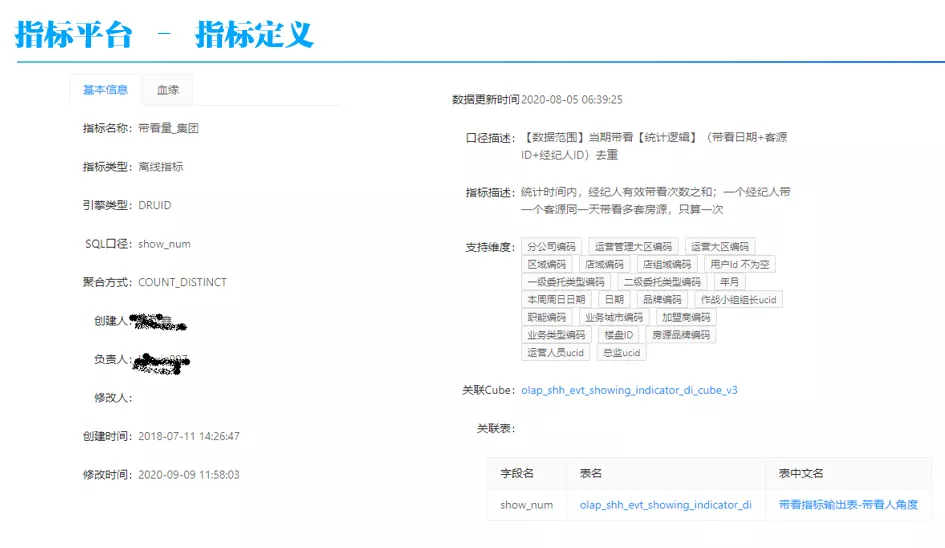 指标平台 - 指标定义
基本信息 血缘
指标名称: 带看量_集团
指标类型: 离线指标
引擎类型: DRUID
SQL口径: show_num
聚合方式: COUNT_DISTINCT
创建人:
负责人:
修改人:
创建时间: 2018-07-11 14:26:47
修改时间: 2020-09-09 11:58:03
数据更新时间2020-08-05 06:39:25
口径描述: 【数据范围】当期带看【统计逻辑】（带看日期+客源
ID+经纪人ID）去重
指标描述: 统计时间内，经纪人有效带看次数之和；一个经纪人带
一个客源同一天带看多套房源，只算一次
支持维度: 分公司编码 运营管理大区编码 运营大区编码
区域编码 店域编码 店组域编码 用户Id 不为空
一级委托类型编码 二级委托类型编码 年月
本周周日日期 日期 品牌编码 作战小组组长ucid
职能编码 业务城市编码 加盟商编码
业务类型编码 楼盘ID 房源品牌编码
运营人员ucid 总监ucid
关联Cube: olap_shh_evt_showing_indicator_di_cube_v3
关联表:
字段名 表名 表中文名
show_num olap_shh_evt_showing_indicator_di 带看指标输出表-带看人角度